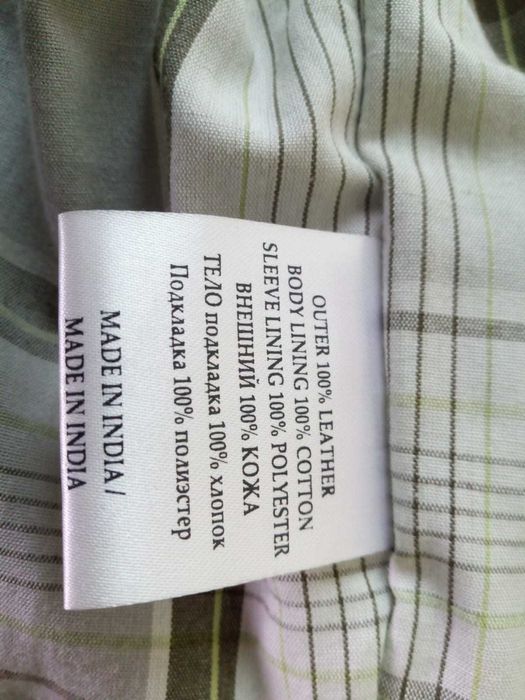 OUTER 100% LEATHER
BODY LINING 100% COTTON
SLEEVE LINING 100% POLYESTER
ВНЕШНИЙ 100% КОЖА
ТЕЛО подкладка 100% хлопок
Подкладка 100% полиэстер
MADE IN INDIA /
MADE IN INDIA